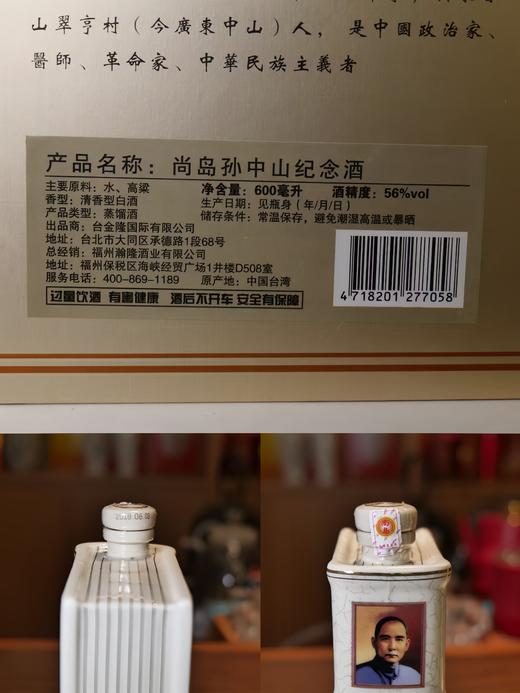 山翠亨村（今廣東中山）人，是中國政治家、
醫師、革命家、中華民族主義者
产品名称：尚岛孙中山纪念酒
主要原料：水、高粱
净含量：600毫升 酒精度：56%vol
香型：清香型白酒
生产日期：见瓶身（年/月/日）
产品类型：蒸馏酒
储存条件：常温保存，避免潮湿高温或暴晒
出品商：台金隆国际有限公司
地址：台北市大同区承德路1段68号
总经销：福州瀚隆酒业有限公司
地址：福州保税区海峡经贸广场1井楼D508室
服务电话：400-869-1189 原产地：中国台湾
过量饮酒 有害健康 酒后不开车 安全有保障
4 718201 277058